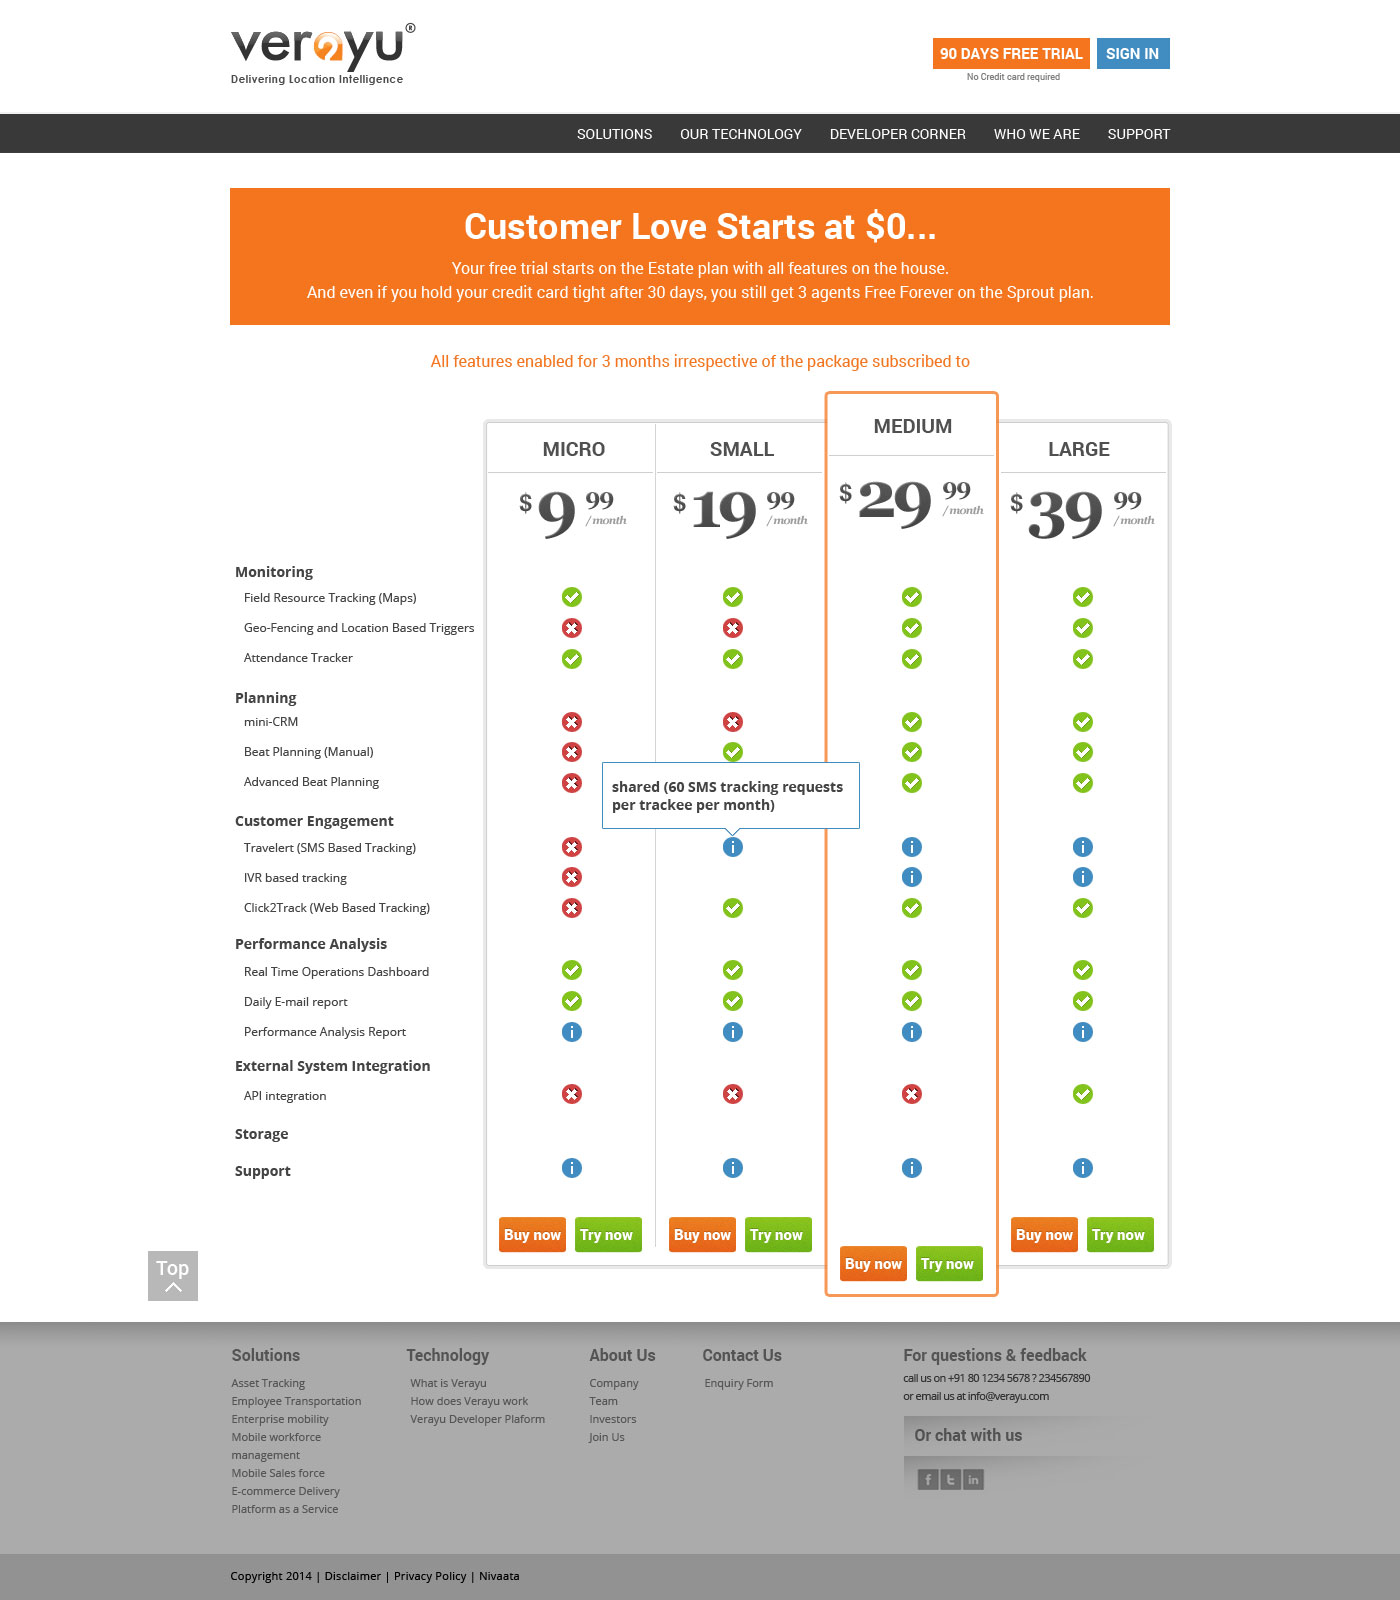 verayu®
Delivering Location Intelligence
90 DAYS FREE TRIAL
SIGN IN
No Credit card required
SOLUTIONS OUR TECHNOLOGY DEVELOPER CORNER WHO WE ARE SUPPORT
Customer Love Starts at $0...
Your free trial starts on the Estate plan with all features on the house.
And even if you hold your credit card tight after 30 days, you still get 3 agents Free Forever on the Sprout plan.
All features enabled for 3 months irrespective of the package subscribed to
MICRO SMALL MEDIUM LARGE
$ 9 99 /month $ 19 99 /month $ 29 99 /month $ 39 99 /month
Monitoring
Field Resource Tracking (Maps)
Geo-Fencing and Location Based Triggers
Attendance Tracker
Planning
mini-CRM
Beat Planning (Manual)
Advanced Beat Planning
shared (60 SMS tracking requests
per trackee per month)
Customer Engagement
Travelert (SMS Based Tracking)
IVR based tracking
Click2Track (Web Based Tracking)
Performance Analysis
Real Time Operations Dashboard
Daily E-mail report
Performance Analysis Report
External System Integration
API integration
Storage
Support
Buy now Try now Buy now Try now Buy now Try now Buy now Try now
Top
Solutions
Asset Tracking
Employee Transportation
Enterprise mobility
Mobile workforce
management
Mobile Sales force
E-commerce Delivery
Platform as a Service
Technology
What is Verayu
How does Verayu work
Verayu Developer Plaform
About Us
Company
Team
Investors
Join Us
Contact Us
Enquiry Form
For questions & feedback
call us on +91 80 1234 5678 ? 234567890
or email us at info@verayu.com
Or chat with us
Copyright 2014 | Disclaimer | Privacy Policy | Nivaata